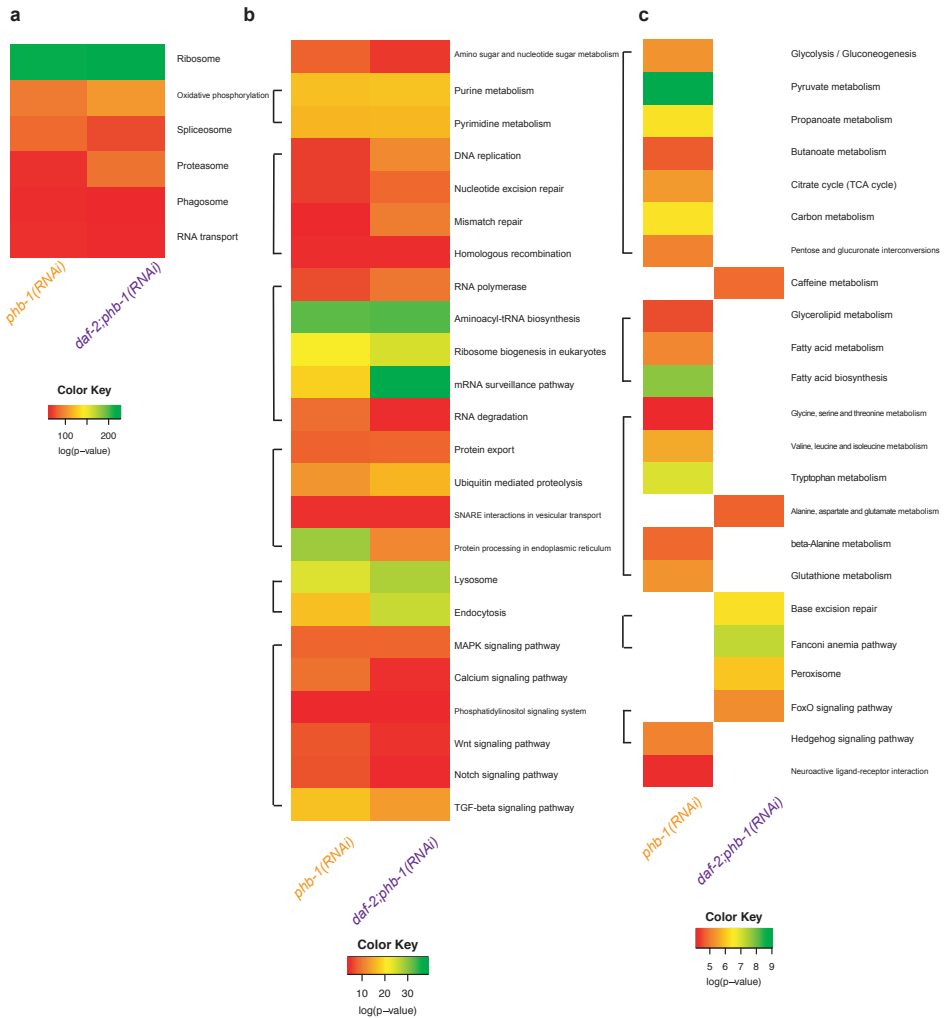 a
Ribosome
Oxidative phosphorylation
Spliceosome
Proteasome
Phagosome
RNA transport
phb-1(RNAi)
daf-2;phb-1(RNAi)
Color Key
100 200
log(p−value)
b
Amino sugar and nucleotide sugar metabolism
Purine metabolism
Pyrimidine metabolism
DNA replication
Nucleotide excision repair
Mismatch repair
Homologous recombination
RNA polymerase
Aminoacyl-tRNA biosynthesis
Ribosome biogenesis in eukaryotes
mRNA surveillance pathway
RNA degradation
Protein export
Ubiquitin mediated proteolysis
SNARE interactions in vesicular transport
Protein processing in endoplasmic reticulum
Lysosome
Endocytosis
MAPK signaling pathway
Calcium signaling pathway
Phosphatidylinositol signaling system
Wnt signaling pathway
Notch signaling pathway
TGF-beta signaling pathway
phb-1(RNAi)
daf-2;phb-1(RNAi)
Color Key
10 20 30
log(p−value)
c
Glycolysis / Gluconeogenesis
Pyruvate metabolism
Propanoate metabolism
Butanoate metabolism
Citrate cycle (TCA cycle)
Carbon metabolism
Pentose and glucuronate interconversions
Caffeine metabolism
Glycerolipid metabolism
Fatty acid metabolism
Fatty acid biosynthesis
Glycine, serine and threonine metabolism
Valine, leucine and isoleucine metabolism
Tryptophan metabolism
Alanine, aspartate and glutamate metabolism
beta-Alanine metabolism
Glutathione metabolism
Base excision repair
Fanconi anemia pathway
Peroxisome
FoxO signaling pathway
Hedgehog signaling pathway
Neuroactive ligand-receptor interaction
phb-1(RNAi)
daf-2;phb-1(RNAi)
Color Key
5 6 7 8 9
log(p−value)